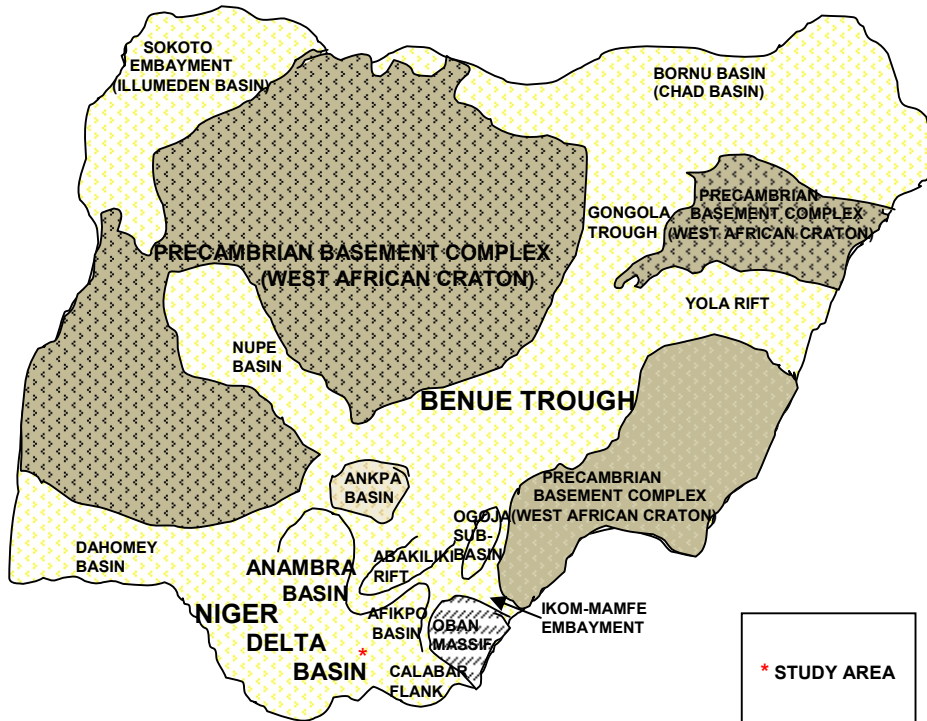 SOKOTO
EMBAYMENT
(ILLUMEDEN BASIN)
BORNU BASIN
(CHAD BASIN)
PRECAMBRIAN
BASEMENT COMPLEX
(WEST AFRICAN CRATON)
GONGOLA
TROUGH
PRECAMBRIAN BASEMENT COMPLEX
(WEST AFRICAN CRATON)
YOLA RIFT
NUPE
BASIN
BENUE TROUGH
ANKPA
BASIN
PRECAMBRIAN
BASEMENT COMPLEX
(WEST AFRICAN CRATON)
OGOJA
SUB-
BASIN
DAHOMEY
BASIN
ANAMBRA
BASIN
ABAKILIKI
RIFT
NIGER
DELTA
BASIN *
AFIKPO
BASIN
OBAN
MASSIF
IKOM-MAMFE
EMBAYMENT
CALABAR
FLANK
* STUDY AREA